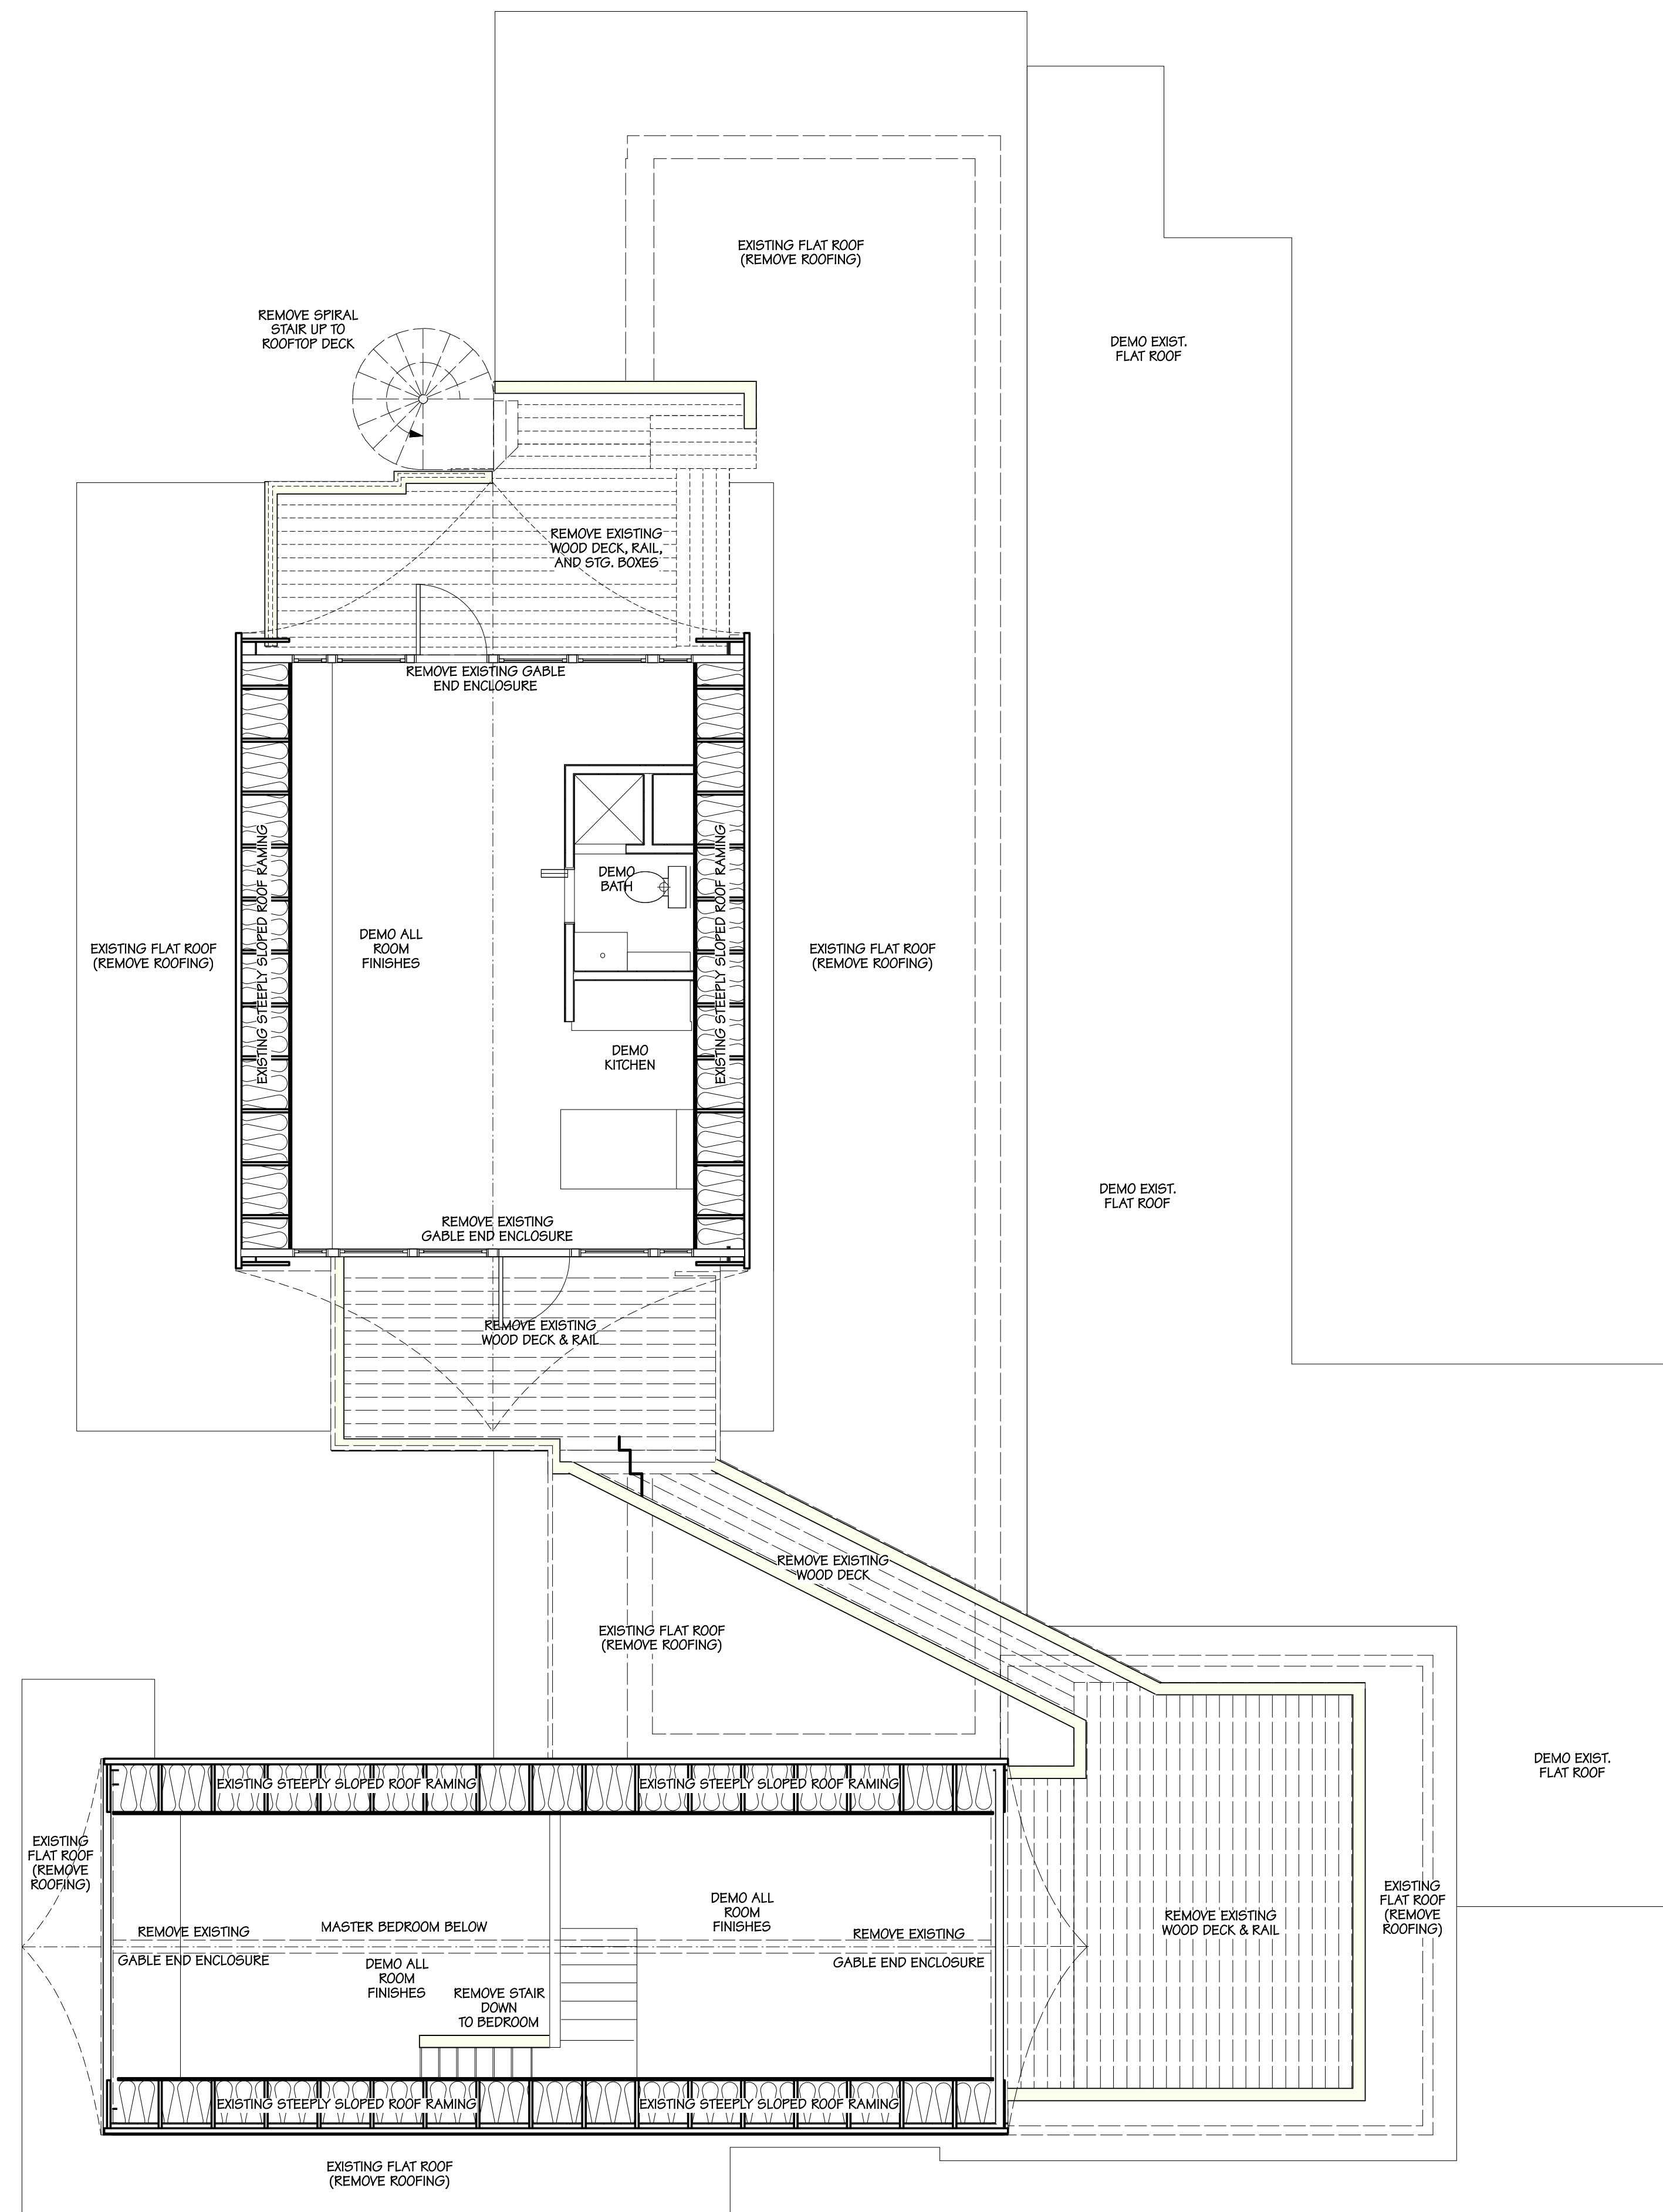 EXISTING FLAT ROOF
(REMOVE ROOFING)
REMOVE SPIRAL
STAIR UP TO
ROOFTOP DECK
DEMO EXIST.
FLAT ROOF
REMOVE EXISTING
WOOD DECK, RAIL,
AND STG. BOXES
REMOVE EXISTING GABLE
END ENCLOSURE
EXISTING STEEPLY SLOPED ROOF RAMING
EXISTING STEEPLY SLOPED ROOF RAMING
DEMO
BATH
EXISTING FLAT ROOF
(REMOVE ROOFING)
DEMO ALL
ROOM
FINISHES
EXISTING FLAT ROOF
(REMOVE ROOFING)
DEMO
KITCHEN
DEMO EXIST.
FLAT ROOF
REMOVE EXISTING
GABLE END ENCLOSURE
REMOVE EXISTING
WOOD DECK & RAIL
REMOVE EXISTING
WOOD DECK
EXISTING FLAT ROOF
(REMOVE ROOFING)
DEMO EXIST.
FLAT ROOF
EXISTING STEEPLY SLOPED ROOF RAMING
EXISTING STEEPLY SLOPED ROOF RAMING
EXISTING
FLAT ROOF
(REMOVE
ROOFING)
DEMO ALL
ROOM
FINISHES
EXISTING
FLAT ROOF
(REMOVE
ROOFING)
REMOVE EXISTING
WOOD DECK & RAIL
REMOVE EXISTING
GABLE END ENCLOSURE
MASTER BEDROOM BELOW
REMOVE EXISTING
GABLE END ENCLOSURE
DEMO ALL
ROOM
FINISHES
REMOVE STAIR
DOWN
TO BEDROOM
EXISTING STEEPLY SLOPED ROOF RAMING
EXISTING STEEPLY SLOPED ROOF RAMING
EXISTING FLAT ROOF
(REMOVE ROOFING)